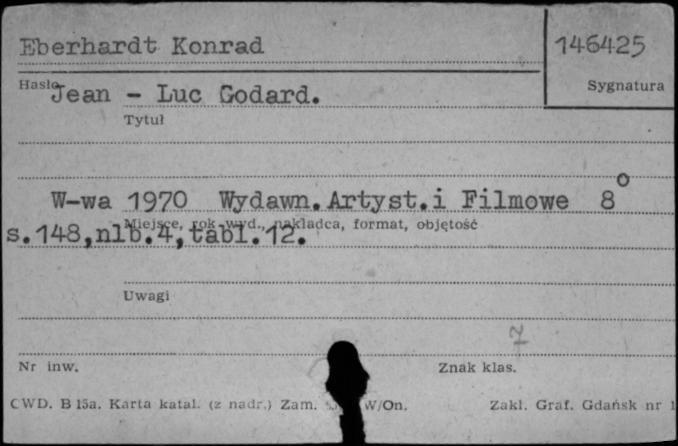 Eberhardt Konrad
146425
Hasło
Sygnatura
Jean - Luc Godard.
Tytuł
W-wa 1970 Wydawn. Artyst. i Filmowe 8°
Miejsce, rok wyd., nakładca, format, objętość
s.148,nlb.4,tabl.12.
Uwagi
7
Nr inw.
Znak klas.
CWD. B 15a. Karta katal. (z nadr.) Zam. W/On.
Zakł. Graf. Gdańsk nr 1